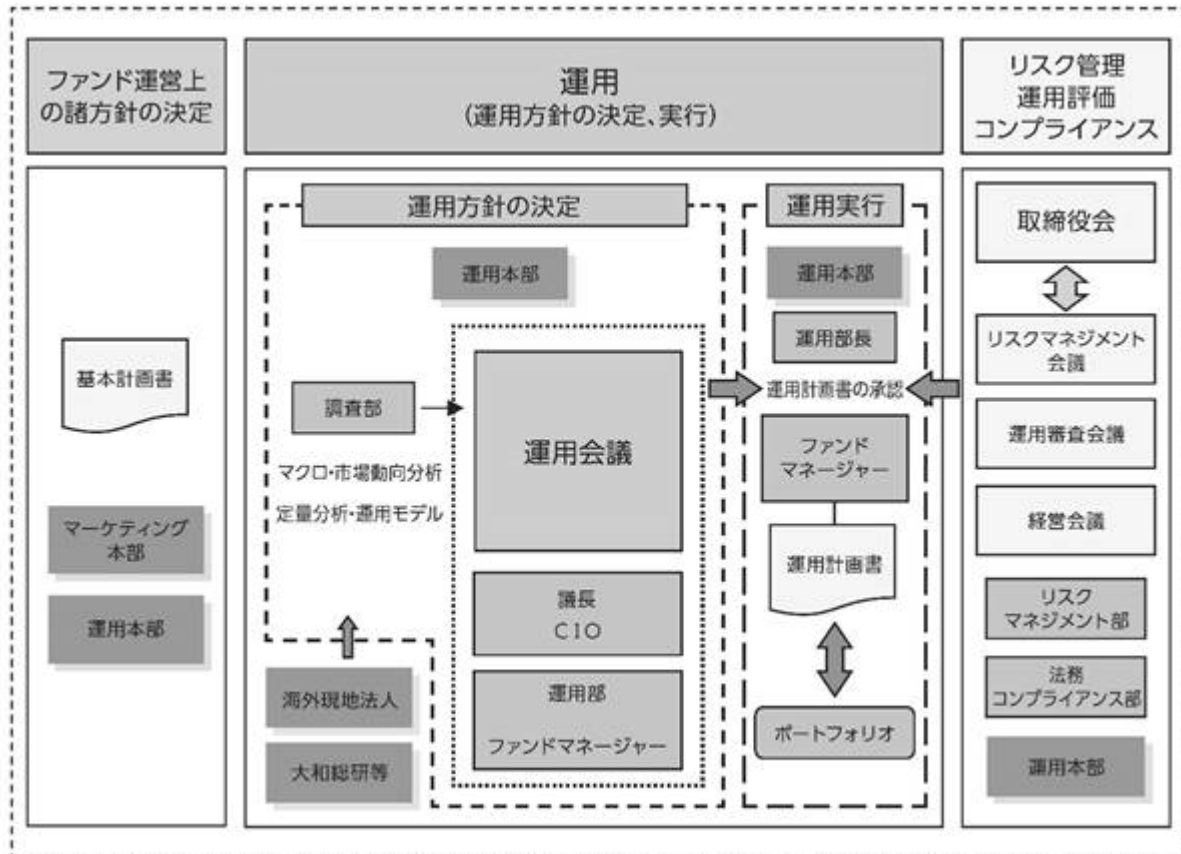 ファンド運営上
の諸方針の決定
運用
(運用方針の決定、実行)
リスク管理
運用評価
コンプライアンス
基本計画書
マーケティング
本部
運用本部
運用方針の決定
運用本部
調査部
マクロ・市場動向分析
定量分析・運用モデル
海外現地法人
大和総研等
運用会議
議長
CIO
運用部
ファンドマネージャー
運用実行
運用本部
運用部長
運用計画書の承認
ファンド
マネージャー
運用計画書
ポートフォリオ
取締役会
リスクマネジメント
会議
運用審査会議
経営会議
リスク
マネジメント部
法務
コンプライアンス部
運用本部